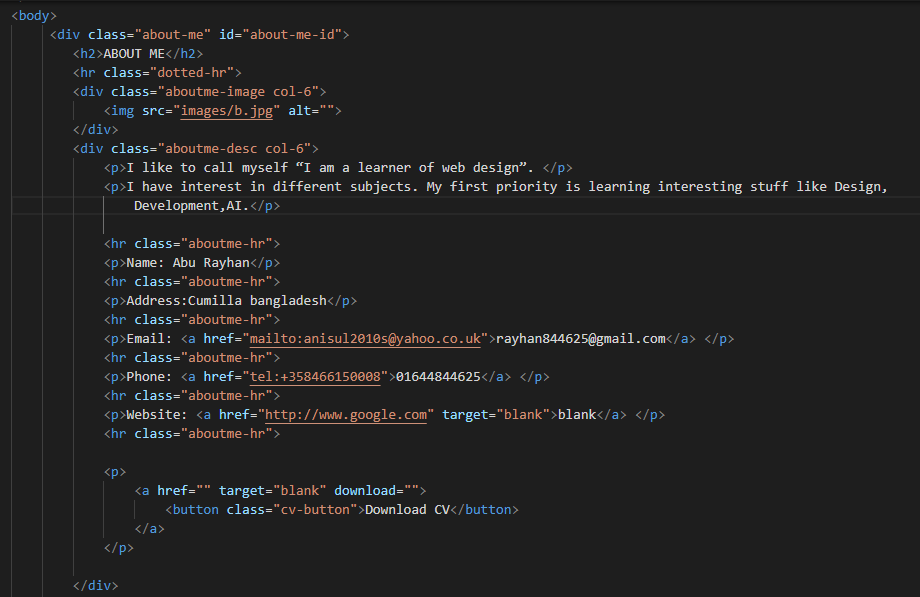 <body>
<div class="about-me" id="about-me-id">
<h2>ABOUT ME</h2>
<hr class="dotted-hr">
<div class="aboutme-image col-6">
<img src="images/b.jpg" alt="">
</div>
<div class="aboutme-desc col-6">
<p>I like to call myself “I am a learner of web design”. </p>
<p>I have interest in different subjects. My first priority is learning interesting stuff like Design,
Development,AI.</p>
<hr class="aboutme-hr">
<p>Name: Abu Rayhan</p>
<hr class="aboutme-hr">
<p>Address:Cumilla bangladesh</p>
<hr class="aboutme-hr">
<p>Email: <a href="mailto:anisul2010s@yahoo.co.uk">rayhan844625@gmail.com</a> </p>
<hr class="aboutme-hr">
<p>Phone: <a href="tel:+358466150008">01644844625</a> </p>
<hr class="aboutme-hr">
<p>Website: <a href="http://www.google.com" target="blank">blank</a> </p>
<hr class="aboutme-hr">
<p>
<a href="" target="blank" download="">
<button class="cv-button">Download CV</button>
</a>
</p>
</div>